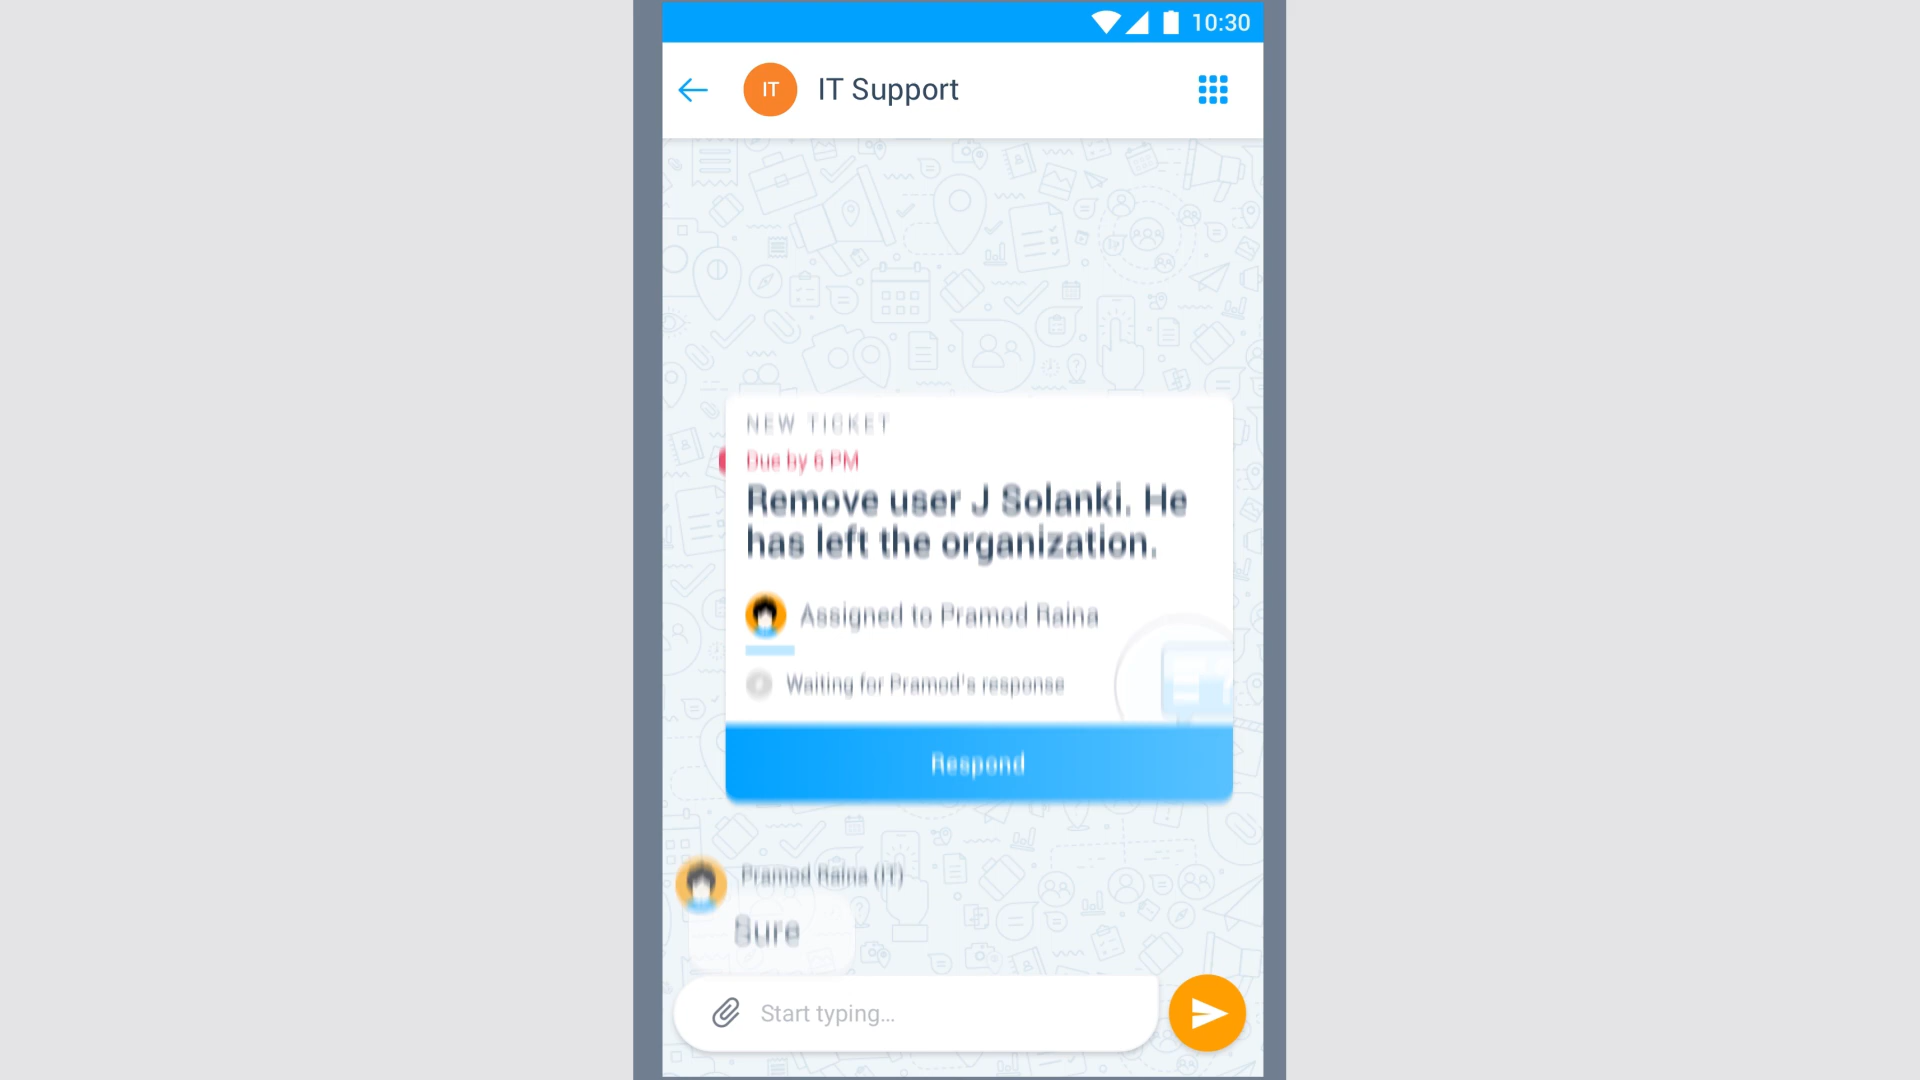 10:30
IT
IT Support
NEW TICKET
Due by 6 PM
Remove user J Solanki. He
has left the organization.
Assigned to Pramod Raina
Waiting for Pramod's response
Respond
Pramod Raina (IT)
Sure
Start typing...